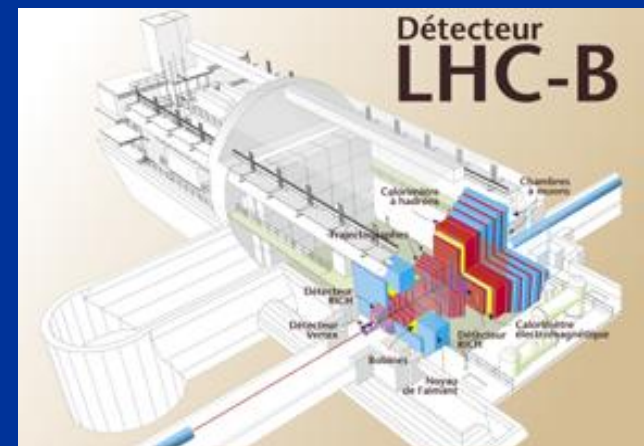 Détecteur
LHC-B
Chambres
à muons
Calorimètre
à hadrons
Trajectographes
Détecteur
RICH
Détecteur
Vertex
Bobines
Noyau
de l'aimant
Détecteur
RICH
Calorimètre
électromagnétique